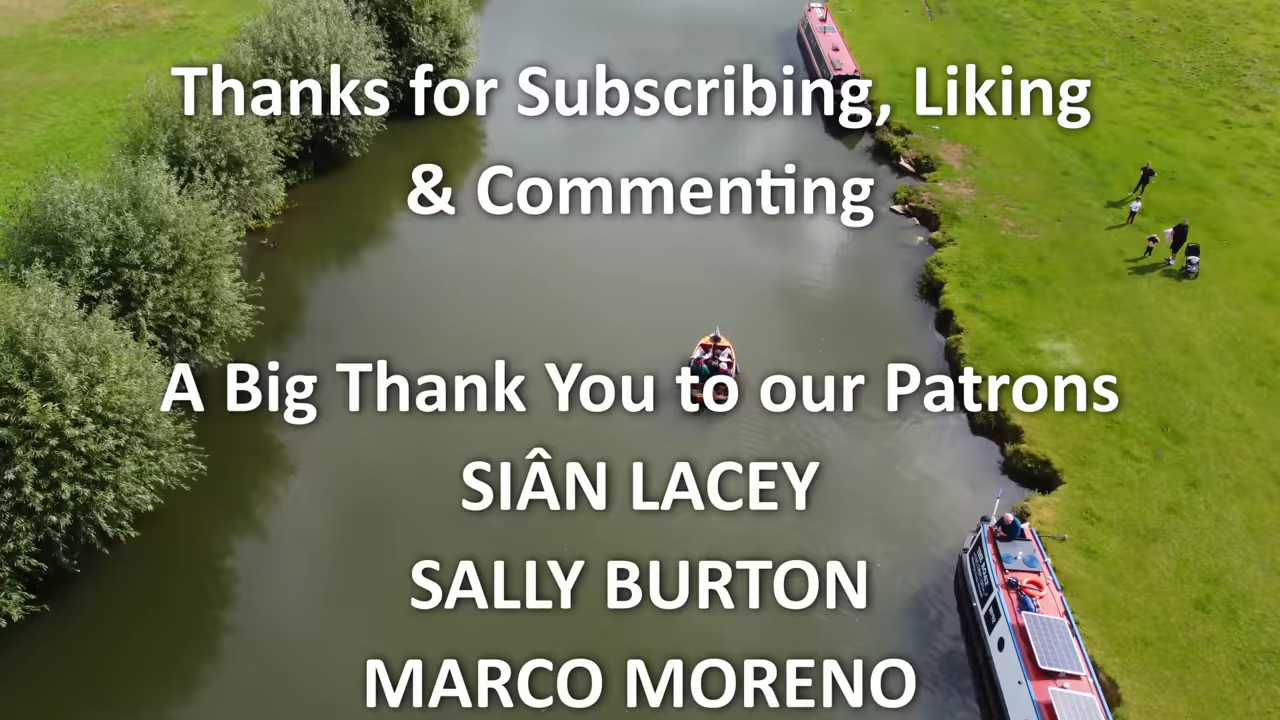 Thanks for Subscribing, Liking
& Commenting
A Big Thank You to our Patrons
SIÂN LACEY
SALLY BURTON
MARCO MORENO